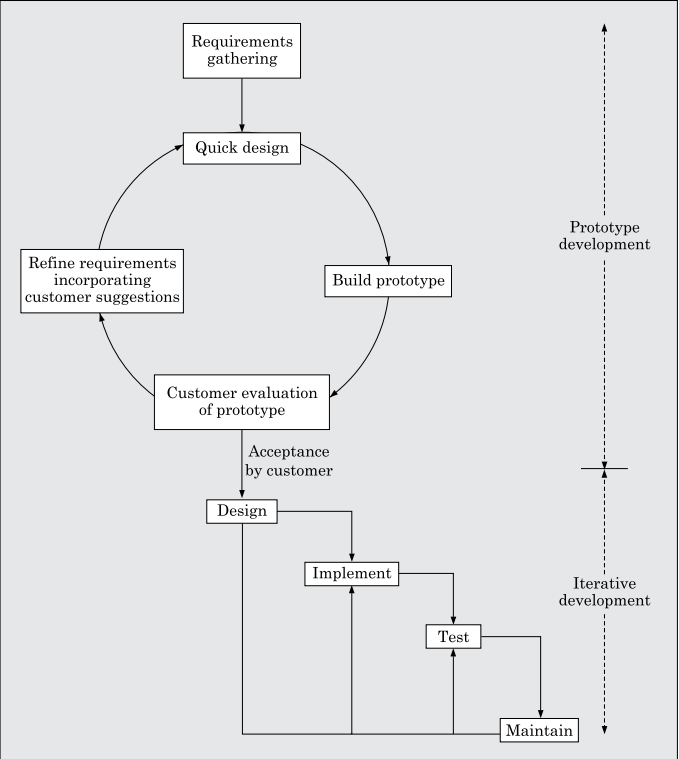 Requirements
gathering
Quick design
Prototype
development
Refine requirements
incorporating
customer suggestions
Build prototype
Customer evaluation
of prototype
Acceptance
by customer
Design
Implement
Iterative
development
Test
Maintain